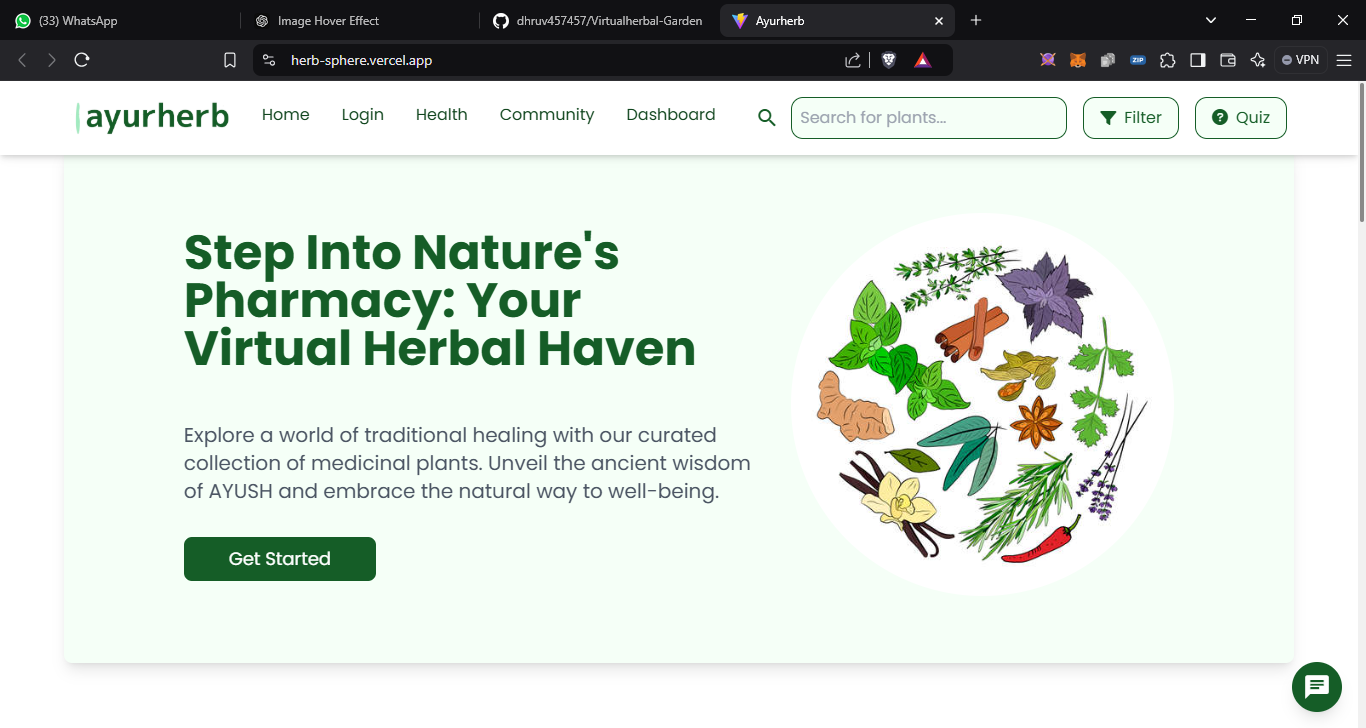 (33) WhatsApp
Image Hover Effect
dhruv457457/Virtualherbal-Garden
Ayurherb
herb-sphere.vercel.app
ZIP
VPN
ayurherb
Home
Login
Health
Community
Dashboard
Search for plants...
Filter
Quiz
Step Into Nature's
Pharmacy: Your
Virtual Herbal Haven
Explore a world of traditional healing with our curated
collection of medicinal plants. Unveil the ancient wisdom
of AYUSH and embrace the natural way to well-being.
Get Started